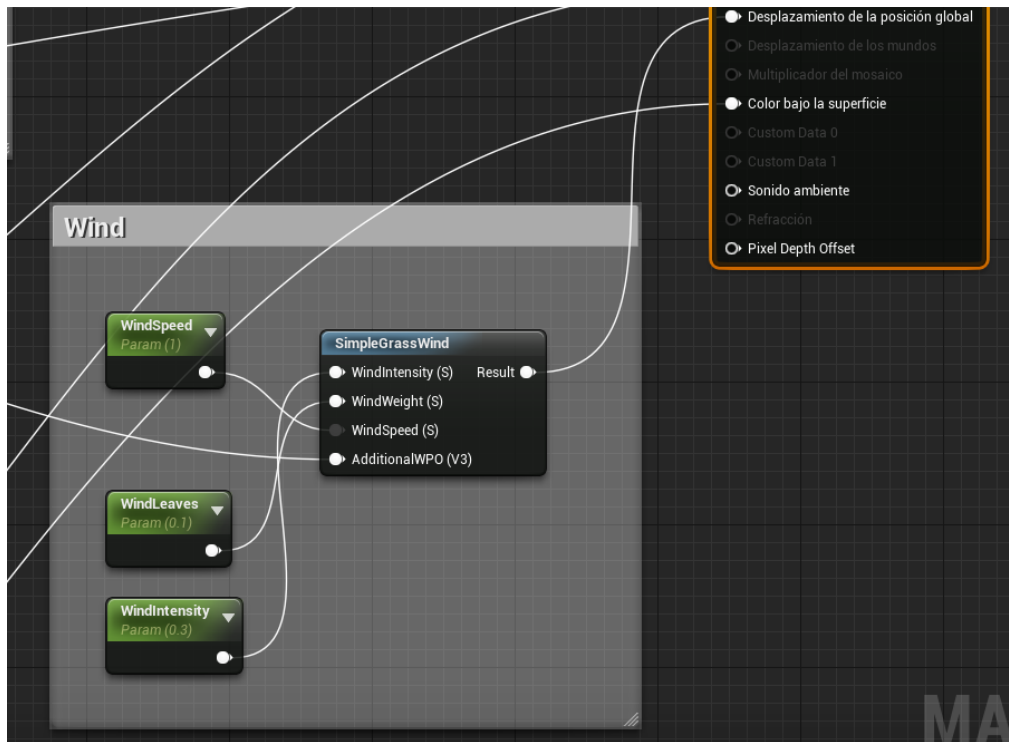 Desplazamiento de la posición global
Desplazamiento de los mundos
Multiplicador del mosaico
Color bajo la superficie
Custom Data 0
Custom Data 1
Sonido ambiente
Refracción
Pixel Depth Offset
Wind
WindSpeed
Param (1)
SimpleGrassWind
WindIntensity (S) Result
WindWeight (S)
WindSpeed (S)
AdditionalWPO (V3)
WindLeaves
Param (0.1)
WindIntensity
Param (0.3)
MA